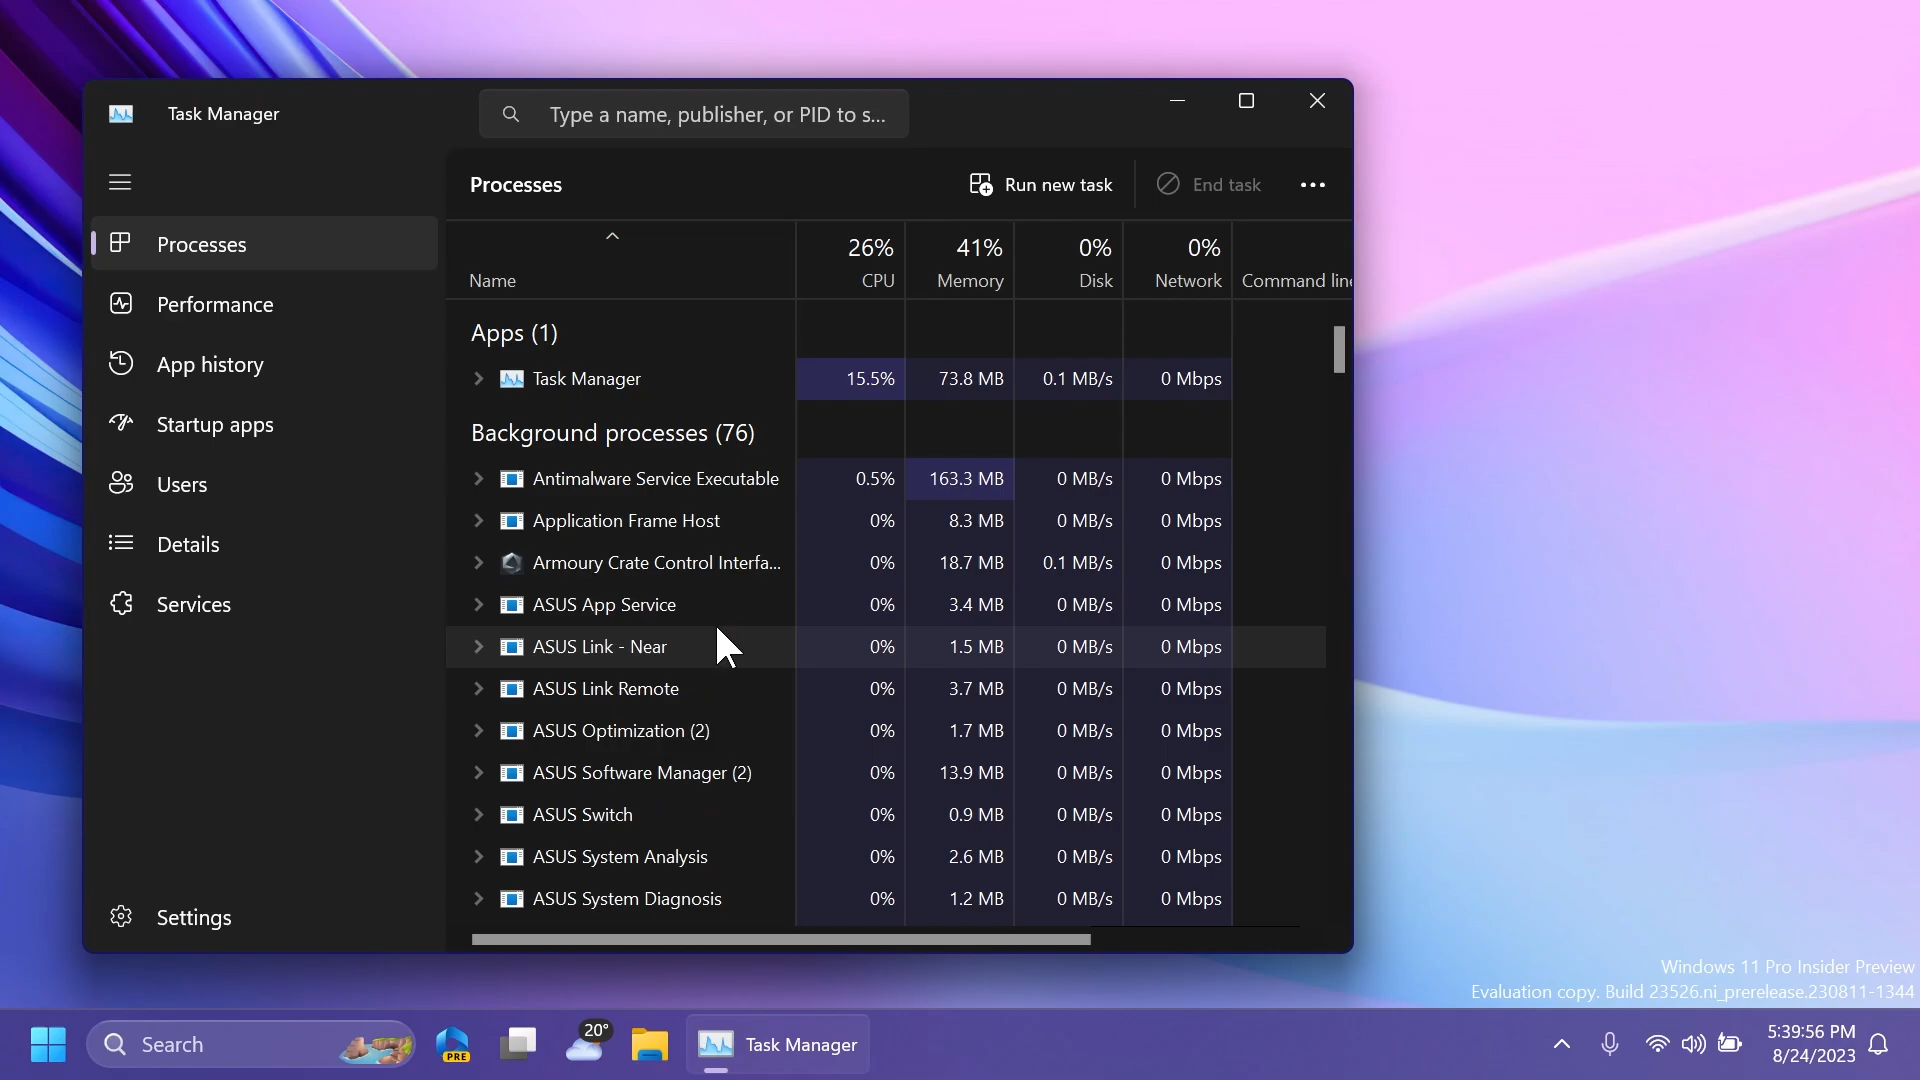 Task Manager
Type a name, publisher, or PID to s...
Processes
Run new task
End task
Processes
Performance
App history
Startup apps
Users
Details
Services
Settings
26% 41% 0% 0%
Name CPU Memory Disk Network Command line
Apps (1)
Task Manager 15.5% 73.8 MB 0.1 MB/s 0 Mbps
Background processes (76)
Antimalware Service Executable 0.5% 163.3 MB 0 MB/s 0 Mbps
Application Frame Host 0% 8.3 MB 0 MB/s 0 Mbps
Armoury Crate Control Interfa... 0% 18.7 MB 0.1 MB/s 0 Mbps
ASUS App Service 0% 3.4 MB 0 MB/s 0 Mbps
ASUS Link - Near 0% 1.5 MB 0 MB/s 0 Mbps
ASUS Link Remote 0% 3.7 MB 0 MB/s 0 Mbps
ASUS Optimization (2) 0% 1.7 MB 0 MB/s 0 Mbps
ASUS Software Manager (2) 0% 13.9 MB 0 MB/s 0 Mbps
ASUS Switch 0% 0.9 MB 0 MB/s 0 Mbps
ASUS System Analysis 0% 2.6 MB 0 MB/s 0 Mbps
ASUS System Diagnosis 0% 1.2 MB 0 MB/s 0 Mbps
Windows 11 Pro Insider Preview
Evaluation copy. Build 23526.ni_prerelease.230811-1344
Search
PRE
20°
Task Manager
5:39:56 PM
8/24/2023